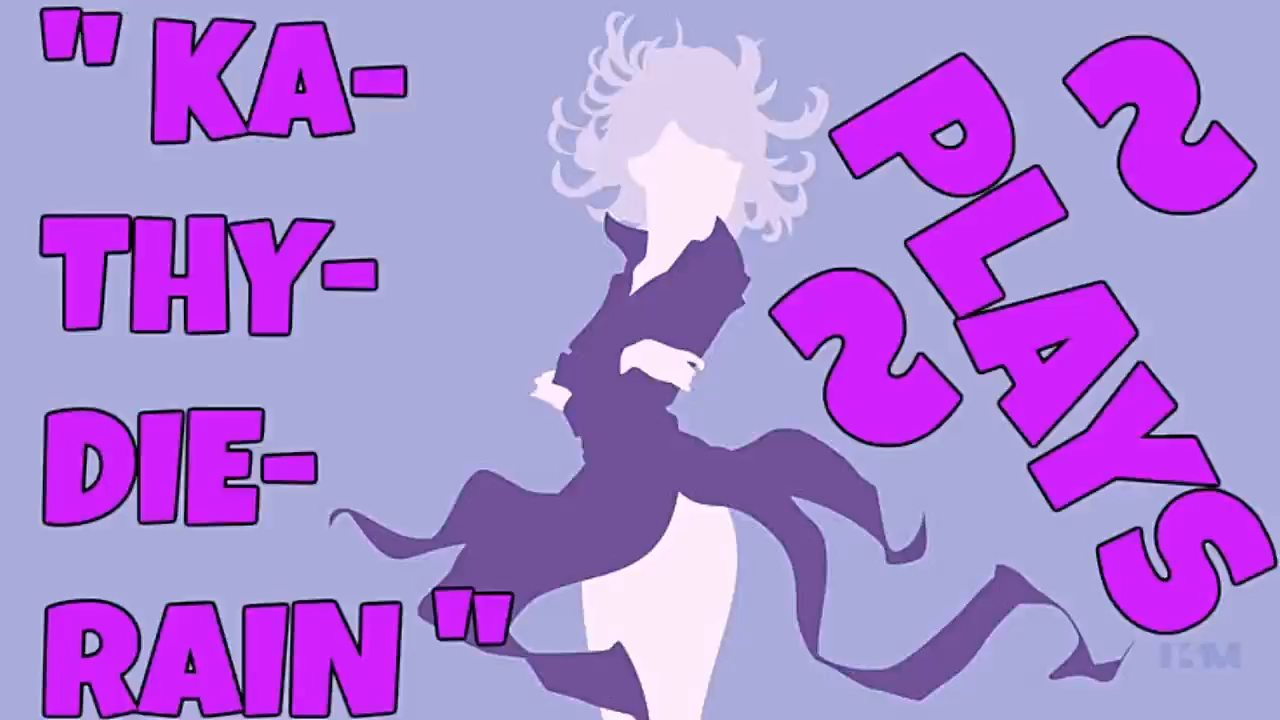 " KA-
THY-
DIE-
RAIN "
~ PLAYS ~